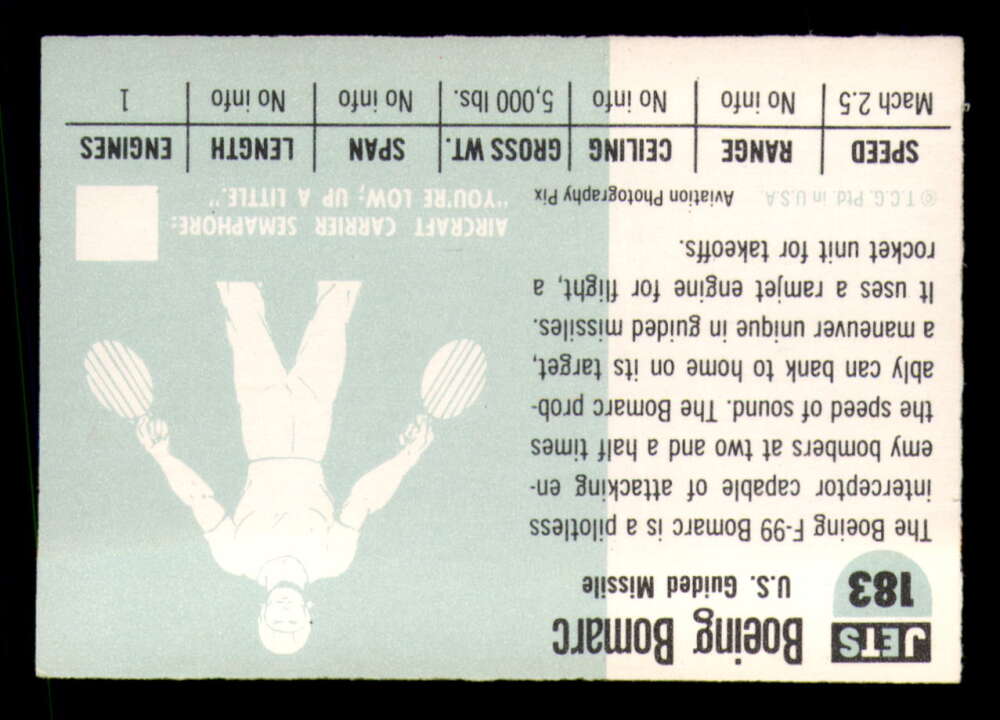 JETS
183
Boeing Bomarc
U.S. Guided Missile
The Boeing F-99 Bomarc is a pilotless
interceptor capable of attacking en-
emy bombers at two and a half times
the speed of sound. The Bomarc prob-
ably can bank to home on its target,
a maneuver unique in guided missiles.
It uses a ramjet engine for flight, a
rocket unit for takeoffs.
© T.C.G. Ptd. in U.S.A. Aviation Photography Pix
AIRCRAFT CARRIER SEMAPHORE:
"YOU'RE LOW; UP A LITTLE."
SPEED RANGE CEILING GROSS WT. SPAN LENGTH ENGINES
Mach 2.5 No info No info 5,000 lbs. No info No info 1